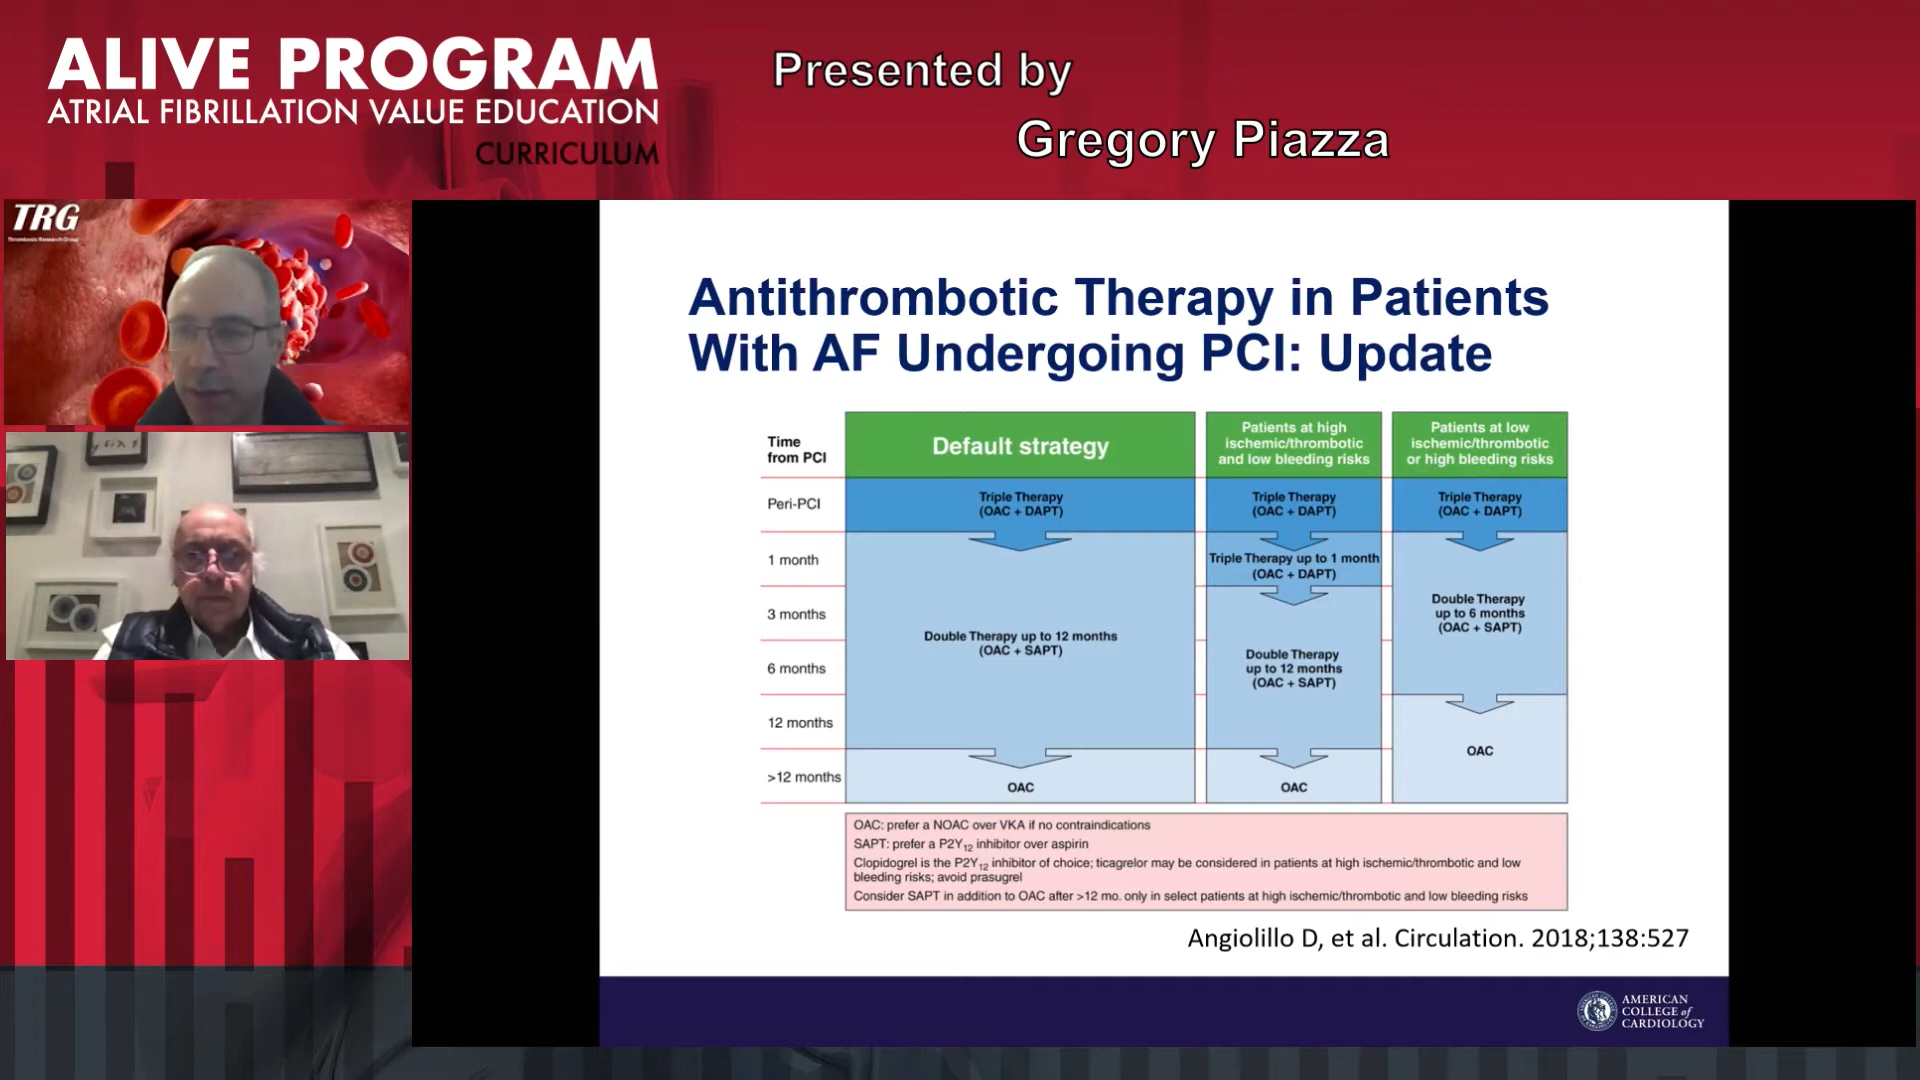 ALIVE PROGRAM
ATRIAL FIBRILLATION VALUE EDUCATION
CURRICULUM
Presented by
Gregory Piazza
TRG
Thrombosis Research Group
Antithrombotic Therapy in Patients
With AF Undergoing PCI: Update
Time
from PCI
Default strategy
Patients at high
ischemic/thrombotic
and low bleeding risks
Patients at low
ischemic/thrombotic
or high bleeding risks
Peri-PCI
Triple Therapy
(OAC + DAPT)
Triple Therapy
(OAC + DAPT)
Triple Therapy
(OAC + DAPT)
1 month
Triple Therapy up to 1 month
(OAC + DAPT)
3 months
Double Therapy
up to 6 months
(OAC + SAPT)
Double Therapy up to 12 months
(OAC + SAPT)
6 months
Double Therapy
up to 12 months
(OAC + SAPT)
12 months
OAC
>12 months
OAC
OAC
OAC: prefer a NOAC over VKA if no contraindications
SAPT: prefer a P2Y12 inhibitor over aspirin
Clopidogrel is the P2Y12 inhibitor of choice; ticagrelor may be considered in patients at high ischemic/thrombotic and low
bleeding risks; avoid prasugrel
Consider SAPT in addition to OAC after >12 mo. only in select patients at high ischemic/thrombotic and low bleeding risks
Angiolillo D, et al. Circulation. 2018;138:527
AMERICAN
COLLEGE of
CARDIOLOGY